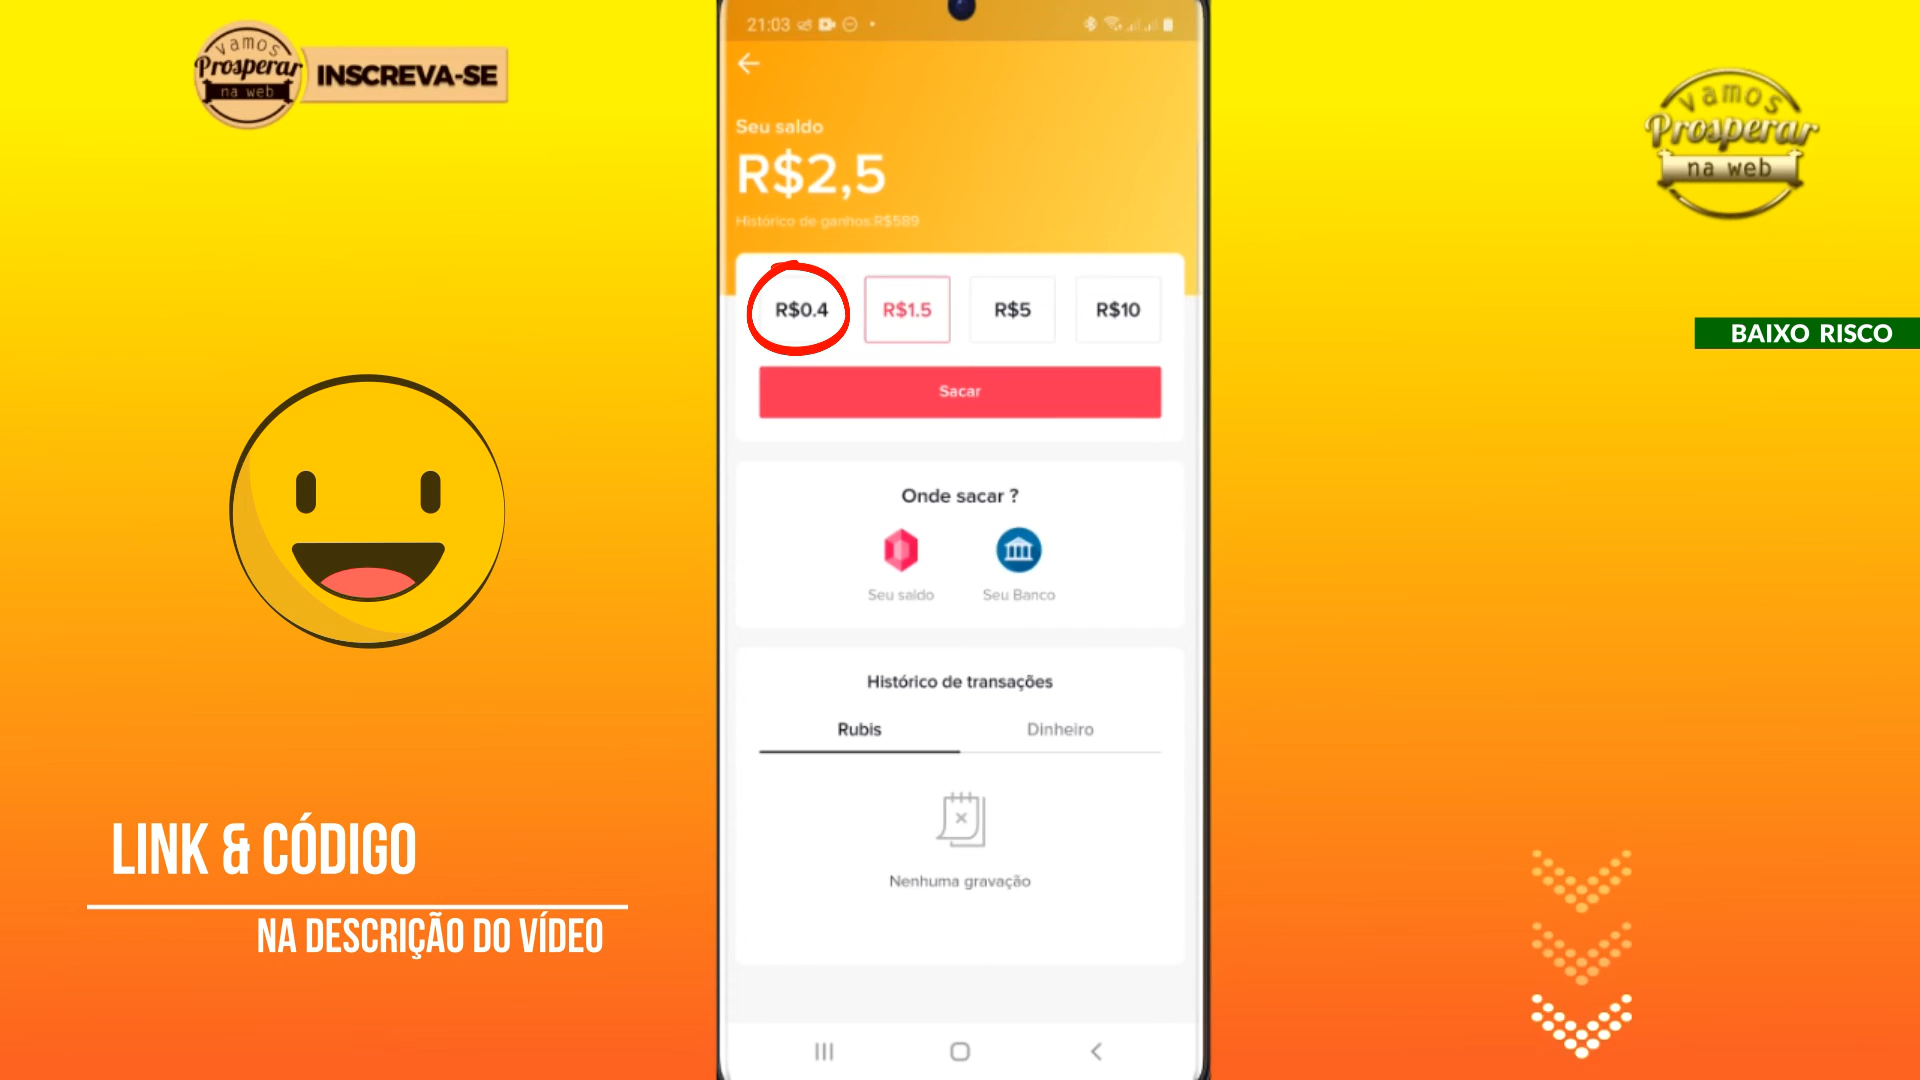 vamos
Prosperar
na web
INSCREVA-SE
21:03
Seu saldo
R$2,5
Histórico de ganhos:R$589
R$0.4
R$1.5
R$5
R$10
Sacar
Onde sacar ?
Seu saldo
Seu Banco
Histórico de transações
Rubis
Dinheiro
Nenhuma gravação
vamos
Prosperar
na web
BAIXO RISCO
LINK & CÓDIGO
NA DESCRIÇÃO DO VÍDEO